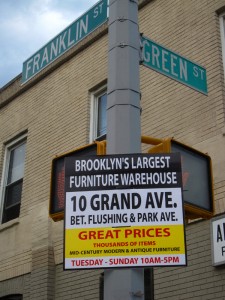 FRANKLIN ST
GREEN ST
BROOKLYN'S LARGEST
FURNITURE WAREHOUSE
10 GRAND AVE.
BET. FLUSHING & PARK AVE.
GREAT PRICES
THOUSANDS OF ITEMS
MID-CENTURY MODERN & ANTIQUE FURNITURE
TUESDAY - SUNDAY 10AM-5PM